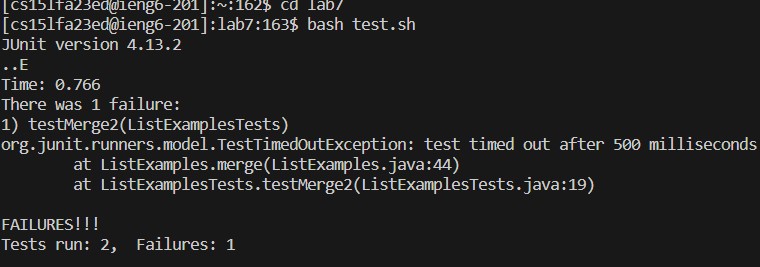 [cs15lfa23ed@ieng6-201]:~:162$ cd lab7
[cs15lfa23ed@ieng6-201]:lab7:163$ bash test.sh
JUnit version 4.13.2
..E
Time: 0.766
There was 1 failure:
1) testMerge2(ListExamplesTests)
org.junit.runners.model.TestTimedOutException: test timed out after 500 milliseconds
        at ListExamples.merge(ListExamples.java:44)
        at ListExamplesTests.testMerge2(ListExamplesTests.java:19)

FAILURES!!!
Tests run: 2,  Failures: 1